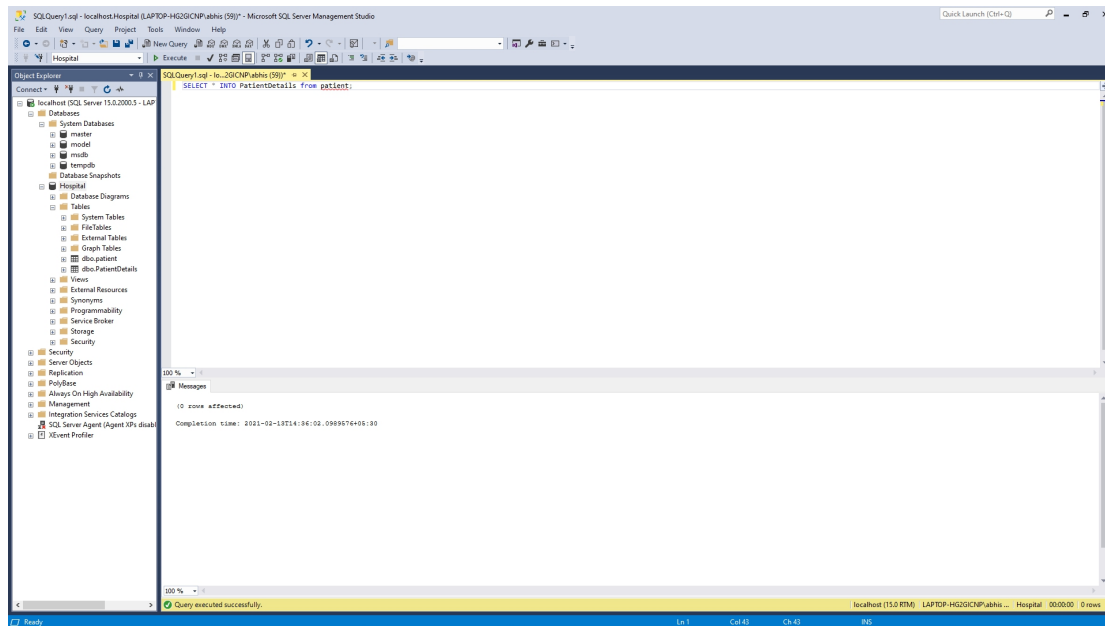 SQLQuery1.sql - localhost.Hospital (LAPTOP-HG2GICNP\abhis (59))* - Microsoft SQL Server Management Studio
Quick Launch (Ctrl+Q)
File Edit View Query Project Tools Window Help
New Query
Hospital
Execute
Object Explorer
SQLQuery1.sql - lo...2GICNP\abhis (59))*
Connect
SELECT * INTO PatientDetails from patient;
localhost (SQL Server 15.0.2000.5 - LAP
Databases
System Databases
master
model
msdb
tempdb
Database Snapshots
Hospital
Database Diagrams
Tables
System Tables
FileTables
External Tables
Graph Tables
dbo.patient
dbo.PatientDetails
Views
External Resources
Synonyms
Programmability
Service Broker
Storage
Security
Security
Server Objects
Replication
PolyBase
Always On High Availability
Management
Integration Services Catalogs
SQL Server Agent (Agent XPs disabl
XEvent Profiler
100 %
Messages
(0 rows affected)
Completion time: 2021-02-13T14:36:02.0989576+05:30
100 %
Query executed successfully.
localhost (15.0 RTM) LAPTOP-HG2GICNP\abhis ... Hospital 00:00:00 0 rows
Ready
Ln 1 Col 43 Ch 43 INS